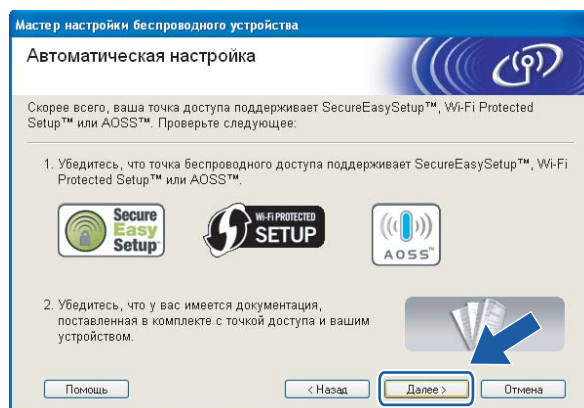 Мастер настройки беспроводного устройства
Автоматическая настройка
Скорее всего, ваша точка доступа поддерживает SecureEasySetup™, Wi-Fi Protected
Setup™ или AOSS™. Проверьте следующее:
1. Убедитесь, что точка беспроводного доступа поддерживает SecureEasySetup™, Wi-Fi
Protected Setup™ или AOSS™.
Secure
Easy
Setup™
WI-FI PROTECTED
SETUP
AOSS™
2. Убедитесь, что у вас имеется документация,
поставленная в комплекте с точкой доступа и вашим
устройством.
Помощь
< Назад
Далее >
Отмена